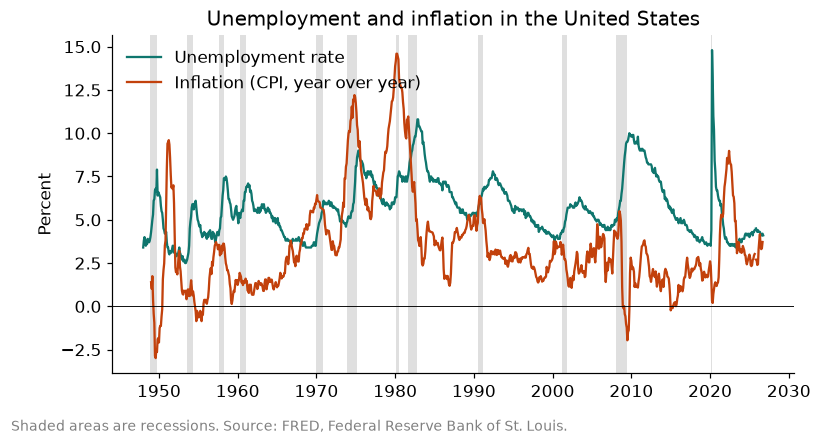 Unemployment and inflation in the United States
Unemployment rate
Inflation (CPI, year over year)
Percent
15.0
12.5
10.0
7.5
5.0
2.5
0.0
−2.5
1950 1960 1970 1980 1990 2000 2010 2020 2030
Shaded areas are recessions. Source: FRED, Federal Reserve Bank of St. Louis.